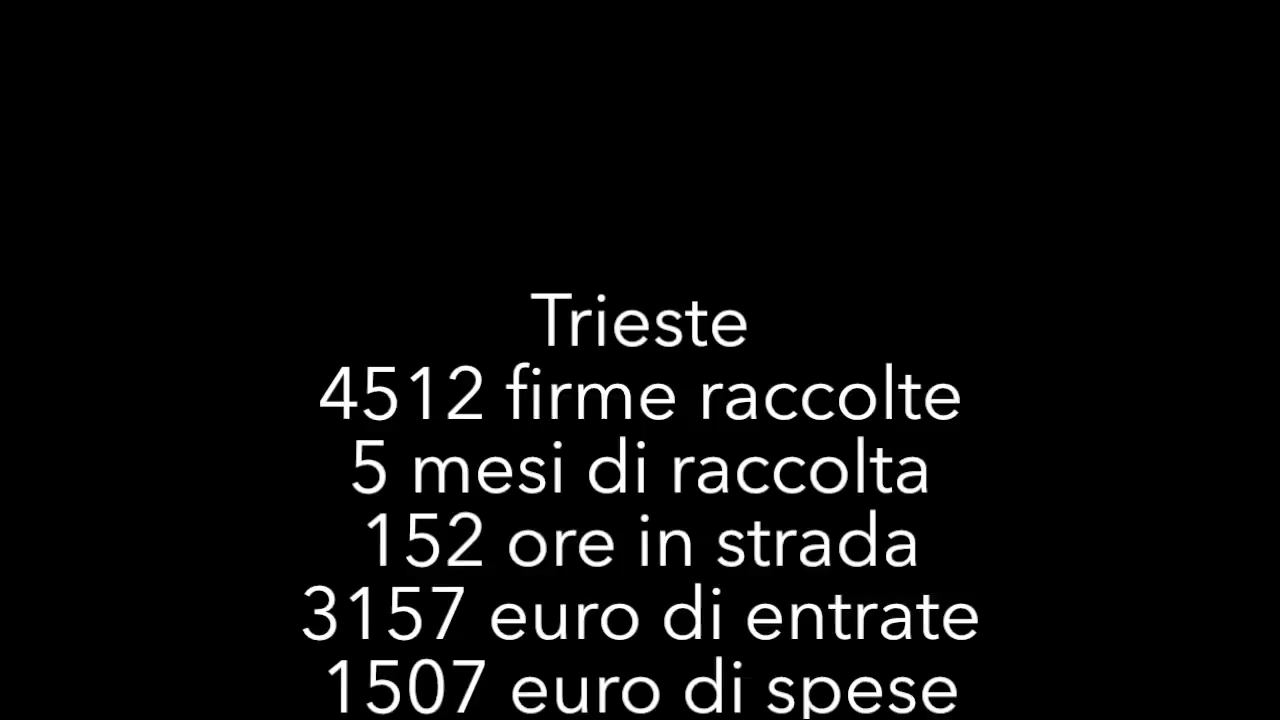 Trieste
4512 firme raccolte
5 mesi di raccolta
152 ore in strada
3157 euro di entrate
1507 euro di spese